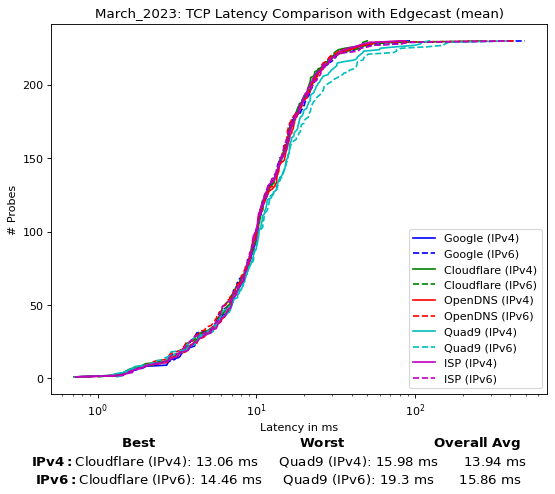 March_2023: TCP Latency Comparison with Edgecast (mean)
# Probes
200
150
100
50
0
Google (IPv4)
Google (IPv6)
Cloudflare (IPv4)
Cloudflare (IPv6)
OpenDNS (IPv4)
OpenDNS (IPv6)
Quad9 (IPv4)
Quad9 (IPv6)
ISP (IPv4)
ISP (IPv6)
10⁰ 10¹ 10²
Latency in ms
Best Worst Overall Avg
IPv4: Cloudflare (IPv4): 13.06 ms Quad9 (IPv4): 15.98 ms 13.94 ms
IPv6: Cloudflare (IPv6): 14.46 ms Quad9 (IPv6): 19.3 ms 15.86 ms